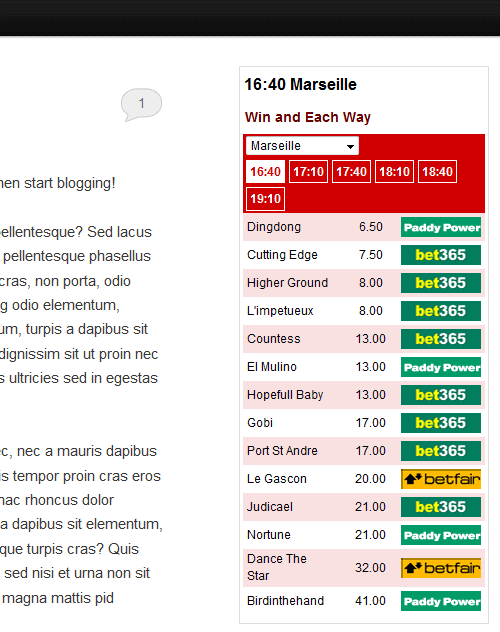 1
hen start blogging!
ellentesque? Sed lacus
pellentesque phasellus
cras, non porta, odio
g odio elementum,
um, turpis a dapibus sit
dignissim sit ut proin nec
s ultricies sed in egestas
ec, nec a mauris dapibus
is tempor proin cras eros
hac rhoncus dolor
a dapibus sit elementum,
que turpis cras? Quis
sed nisi et urna non sit
magna mattis pid
16:40 Marseille
Win and Each Way
Marseille
16:40 17:10 17:40 18:10 18:40
19:10
Dingdong 6.50 Paddy Power
Cutting Edge 7.50 bet365
Higher Ground 8.00 bet365
L'impetueux 8.00 bet365
Countess 13.00 bet365
El Mulino 13.00 Paddy Power
Hopefull Baby 13.00 bet365
Gobi 17.00 bet365
Port St Andre 17.00 bet365
Le Gascon 20.00 betfair
Judicael 21.00 bet365
Nortune 21.00 Paddy Power
Dance The
Star 32.00 betfair
Birdinthehand 41.00 Paddy Power